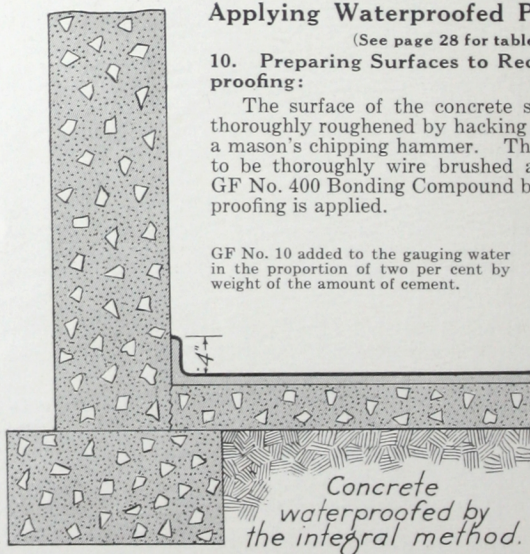 Applying Waterproofed
(See page 28 for table
10. Preparing Surfaces to
proofing:
The surface of the concrete
thoroughly roughened by hacking
a mason's chipping hammer.
to be thoroughly wire brushed
GF No. 400 Bonding Compound
proofing is applied.
GF No. 10 added to the gauging water
in the proportion of two per cent by
weight of the amount of cement.
4"
Concrete
waterproofed by
the integral method.